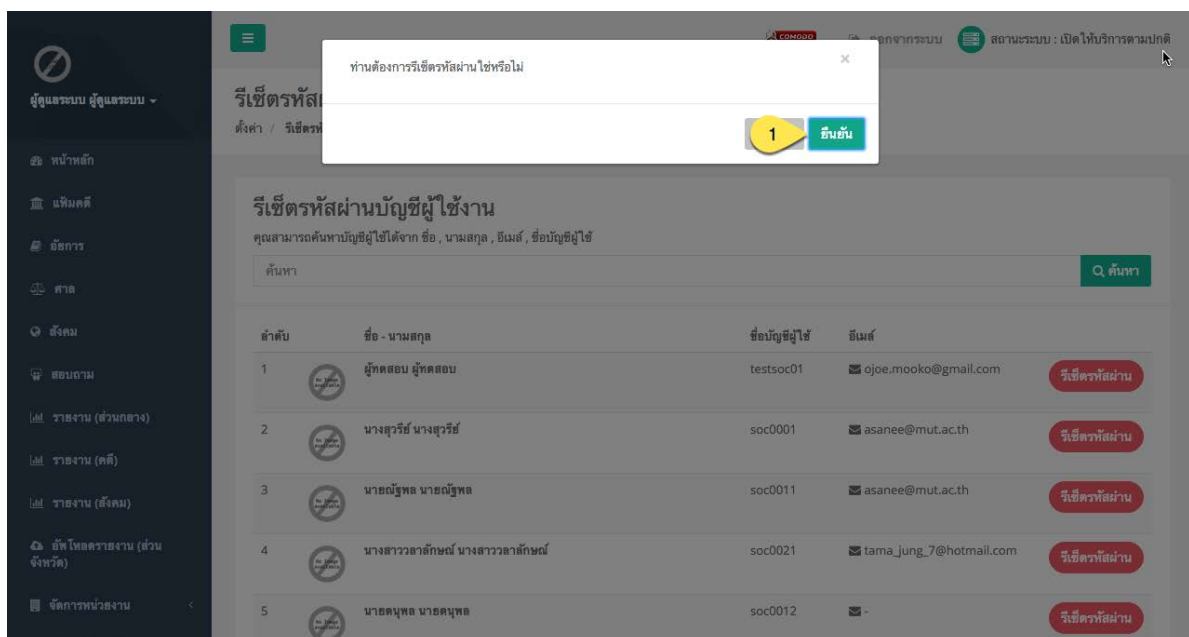 COMODO
ออกจากระบบ
สถานะระบบ : เปิดให้บริการตามปกติ
ท่านต้องการรีเซ็ตรหัสผ่าน ใช่หรือไม่
×
1
ยืนยัน
ผู้ดูแลระบบ ผู้ดูแลระบบ
หน้าหลัก
แฟ้มคดี
อัยการ
ศาล
สังคม
สอบถาม
รายงาน (ส่วนกลาง)
รายงาน (คดี)
รายงาน (สังคม)
อัพโหลดรายงาน (ส่วน
จังหวัด)
จัดการหน่วยงาน
ตั้งค่า /
รีเซ็ตรหัสผ่านบัญชีผู้ใช้งาน
คุณสามารถค้นหาบัญชีผู้ใช้ได้จาก ชื่อ , นามสกุล , อีเมล์ , ชื่อบัญชีผู้ใช้
ค้นหา ค้นหา
ลำดับ ชื่อ - นามสกุล ชื่อบัญชีผู้ใช้ อีเมล์
1 ผู้ทดสอบ ผู้ทดสอบ testsoc01 ojoe.mooko@gmail.com รีเซ็ตรหัสผ่าน
2 นางสุวรีย์ นางสุวรีย์ soc0001 asanee@mut.ac.th รีเซ็ตรหัสผ่าน
3 นายณัฐพล นายณัฐพล soc0011 asanee@mut.ac.th รีเซ็ตรหัสผ่าน
4 นางสาววลาลักษณ์ นางสาววลาลักษณ์ soc0021 tama_jung_7@hotmail.com รีเซ็ตรหัสผ่าน
5 นายดนุพล นายดนุพล soc0012 - รีเซ็ตรหัสผ่าน